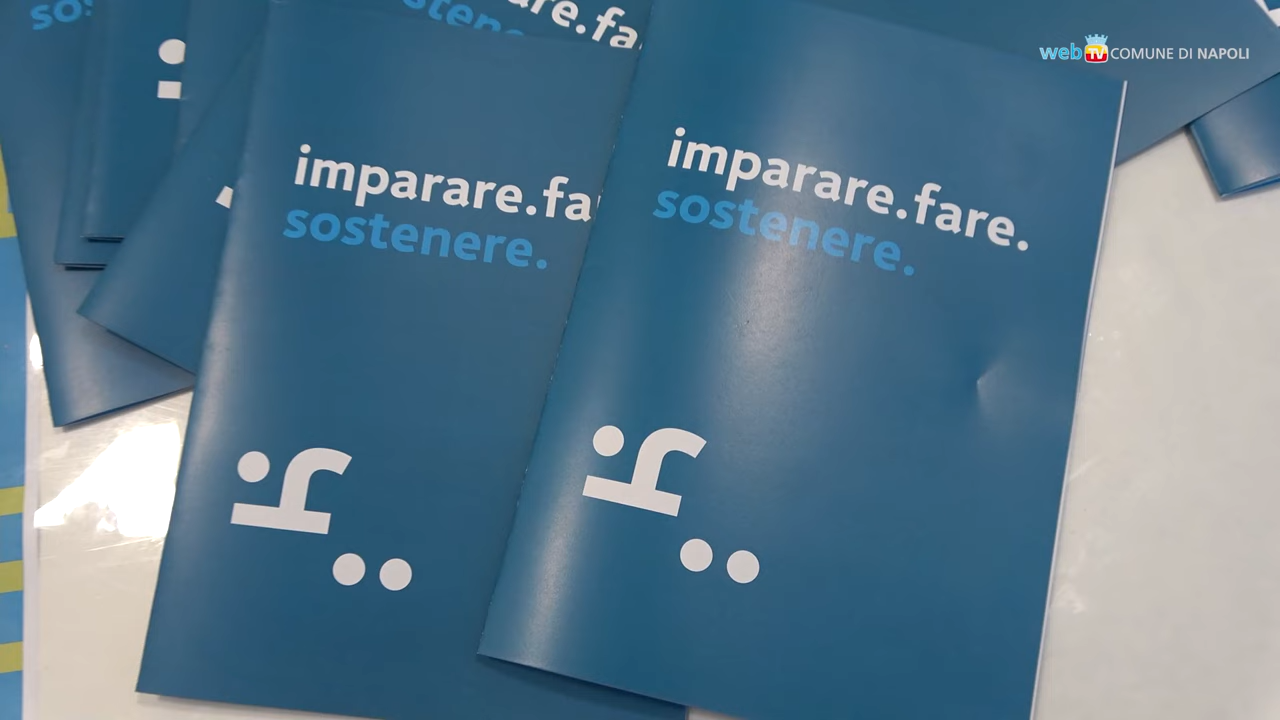 web TV COMUNE DI NAPOLI
imparare.fare.
sostenere.
imparare.fa
sostenere.